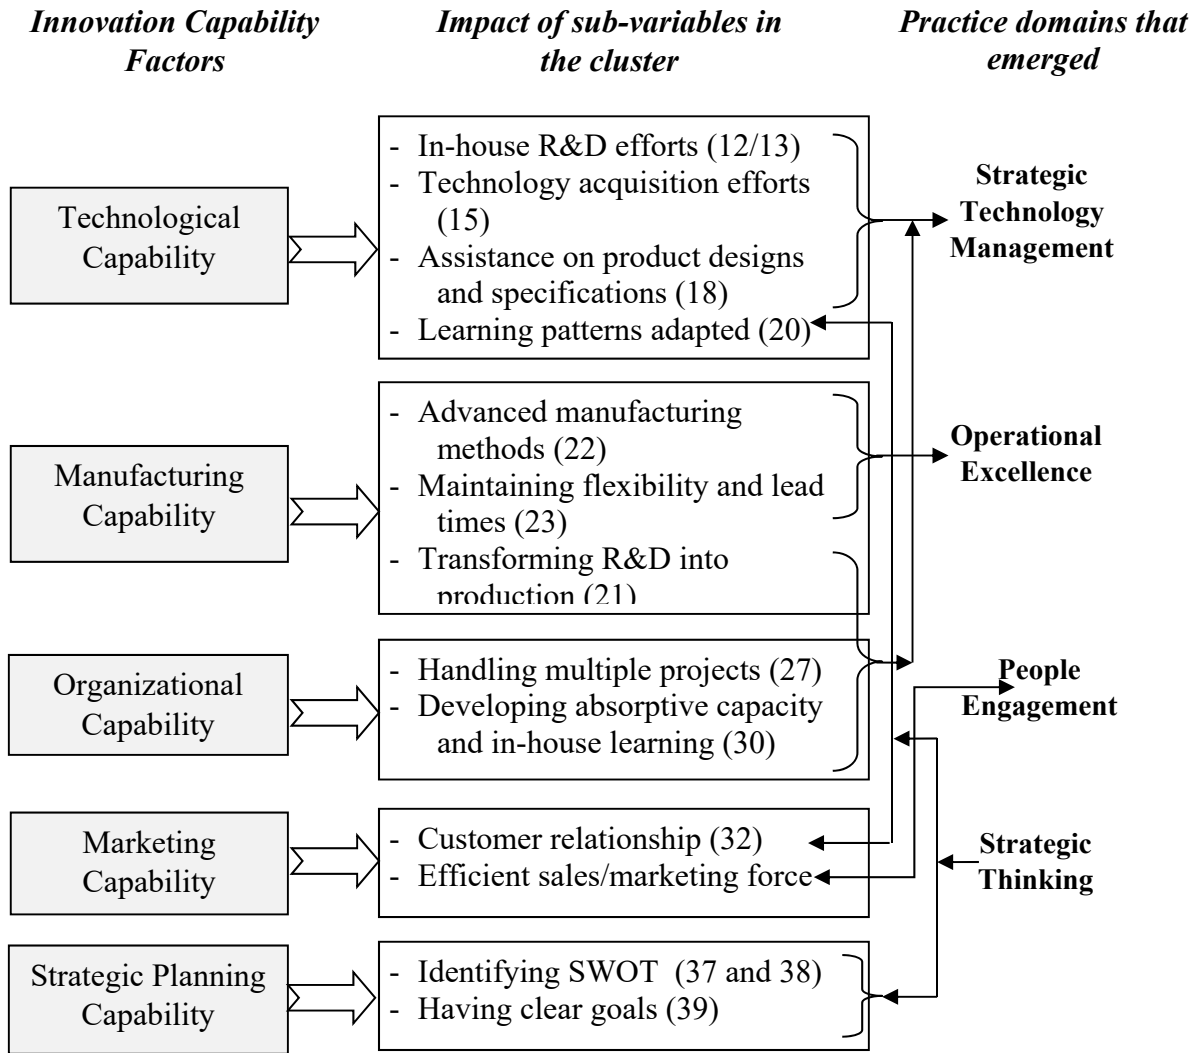 Innovation Capability
Factors
Impact of sub-variables in
the cluster
Practice domains that
emerged
Technological
Capability
- In-house R&D efforts (12/13)
- Technology acquisition efforts
(15)
- Assistance on product designs
and specifications (18)
- Learning patterns adapted (20)
Strategic
Technology
Management
Manufacturing
Capability
- Advanced manufacturing
methods (22)
- Maintaining flexibility and lead
times (23)
- Transforming R&D into
production (21)
Operational
Excellence
Organizational
Capability
- Handling multiple projects (27)
- Developing absorptive capacity
and in-house learning (30)
People
Engagement
Marketing
Capability
- Customer relationship (32)
- Efficient sales/marketing force
Strategic
Thinking
Strategic Planning
Capability
- Identifying SWOT (37 and 38)
- Having clear goals (39)